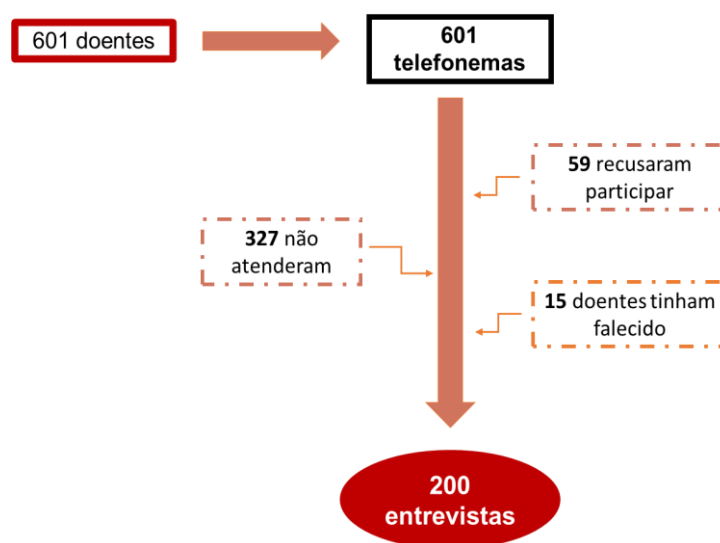 601 doentes
601
telefonemas
59 recusaram
participar
327 não
atenderam
15 doentes tinham
falecido
200
entrevistas